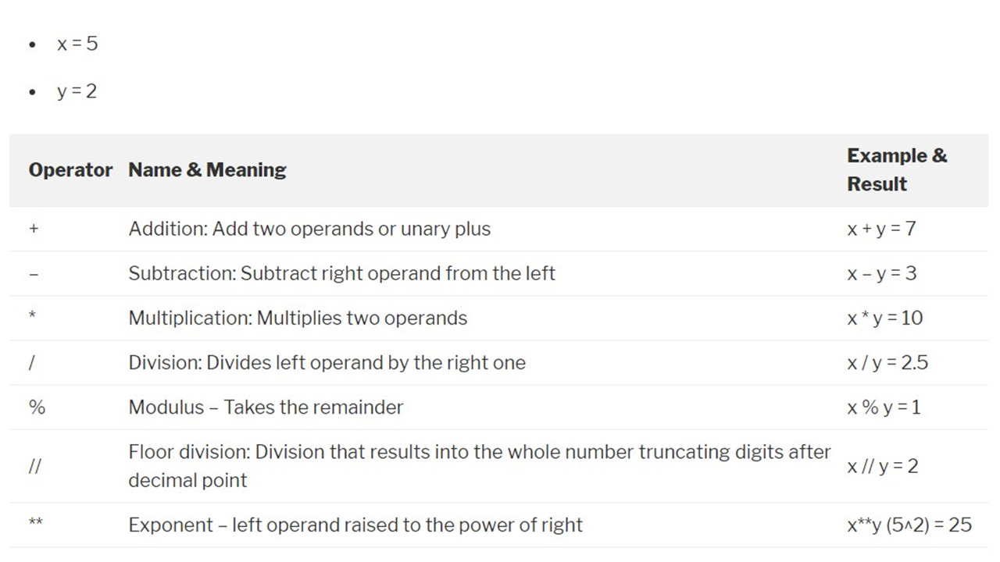 • x = 5
• y = 2
Operator Name & Meaning Example &
Result
+ Addition: Add two operands or unary plus x + y = 7
– Subtraction: Subtract right operand from the left x – y = 3
* Multiplication: Multiplies two operands x * y = 10
/ Division: Divides left operand by the right one x / y = 2.5
% Modulus – Takes the remainder x % y = 1
// Floor division: Division that results into the whole number truncating digits after
decimal point x // y = 2
** Exponent – left operand raised to the power of right x**y (5^2) = 25